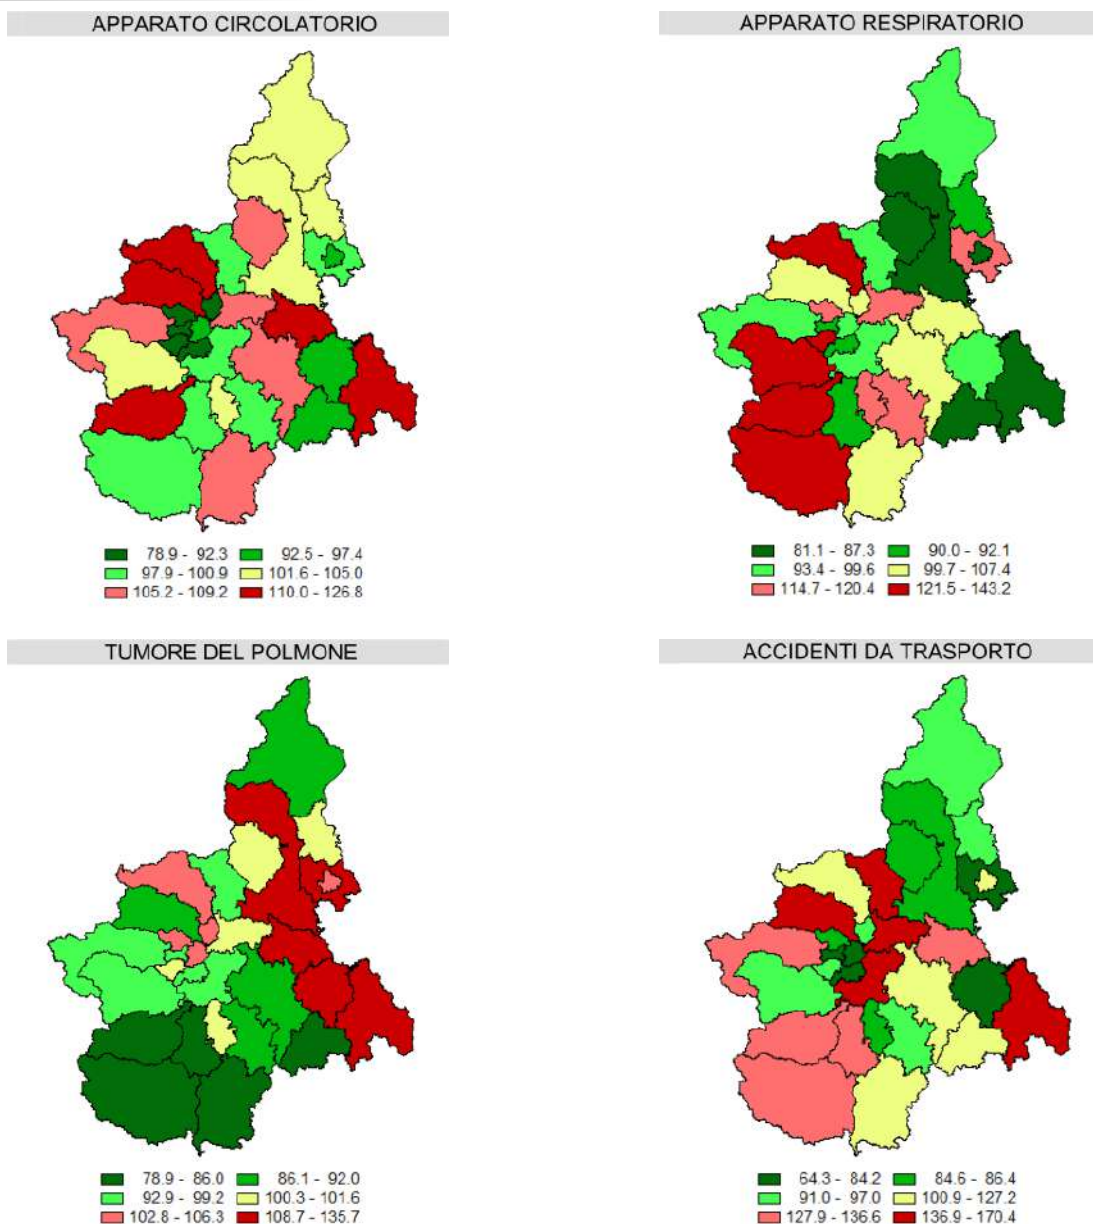 APPARATO CIRCOLATORIO
78.9 - 92.3 92.5 - 97.4
97.9 - 100.9 101.6 - 105.0
105.2 - 109.2 110.0 - 126.8
APPARATO RESPIRATORIO
81.1 - 87.3 90.0 - 92.1
93.4 - 99.6 99.7 - 107.4
114.7 - 120.4 121.5 - 143.2
TUMORE DEL POLMONE
78.9 - 86.0 86.1 - 92.0
92.9 - 99.2 100.3 - 101.6
102.8 - 106.3 108.7 - 135.7
ACCIDENTI DA TRASPORTO
64.3 - 84.2 84.6 - 86.4
91.0 - 97.0 100.9 - 127.2
127.9 - 136.6 136.9 - 170.4